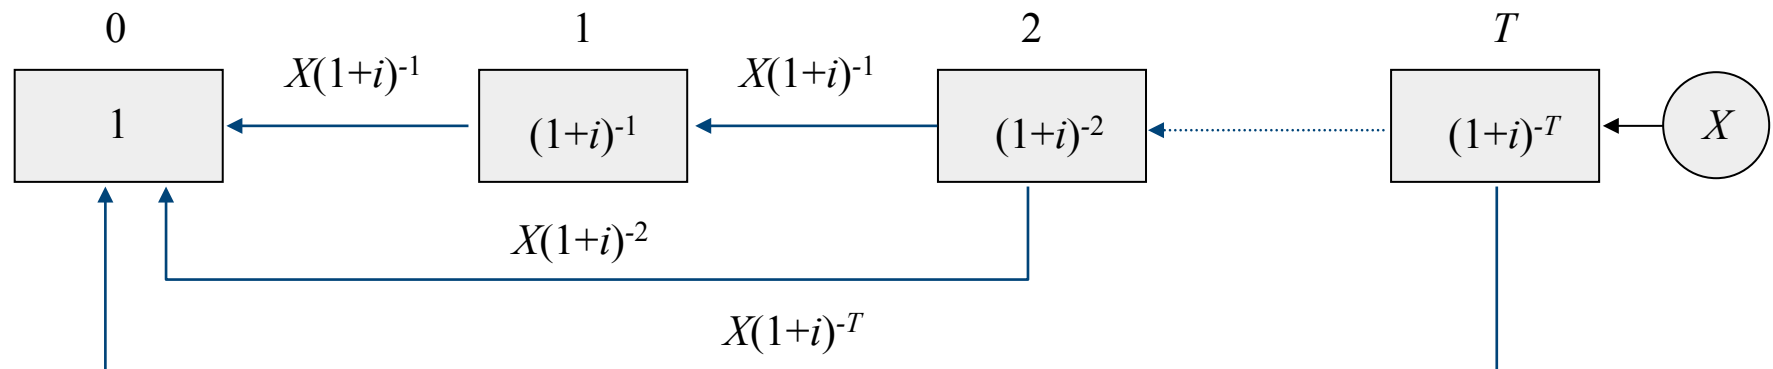 0 1 2 T
X(1+i)⁻¹ X(1+i)⁻¹
1 (1+i)⁻¹ (1+i)⁻² (1+i)⁻ᵀ X
X(1+i)⁻²
X(1+i)⁻ᵀ